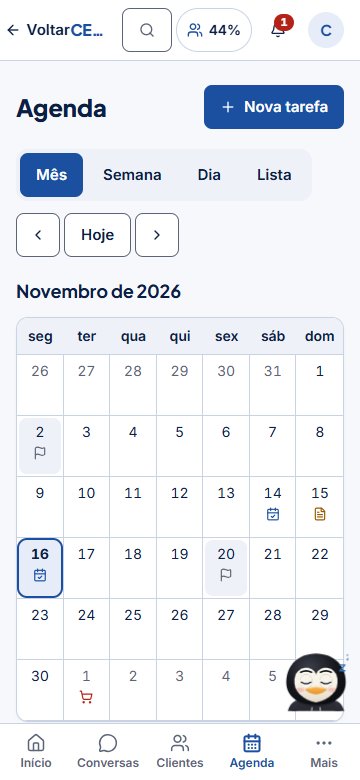 Voltar CE... 44% 1 C
Agenda + Nova tarefa
Mês Semana Dia Lista
< Hoje >
Novembro de 2026
seg ter qua qui sex sáb dom
26 27 28 29 30 31 1
2 3 4 5 6 7 8
9 10 11 12 13 14 15
16 17 18 19 20 21 22
23 24 25 26 27 28 29
30 1 2 3 4 5
Início Conversas Clientes Agenda Mais